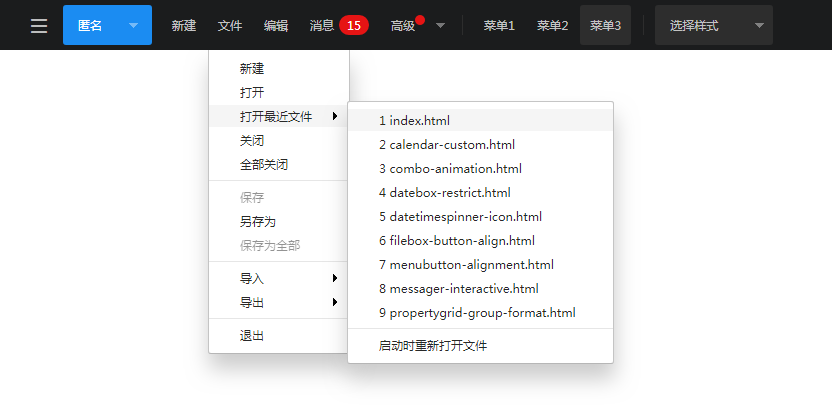 匿名 新建 文件 编辑 消息 15 高级 菜单1 菜单2 菜单3 选择样式
新建
打开
打开最近文件
关闭
全部关闭
保存
另存为
保存为全部
导入
导出
退出
1 index.html
2 calendar-custom.html
3 combo-animation.html
4 datebox-restrict.html
5 datetimespinner-icon.html
6 filebox-button-align.html
7 menubutton-alignment.html
8 messager-interactive.html
9 propertygrid-group-format.html
启动时重新打开文件